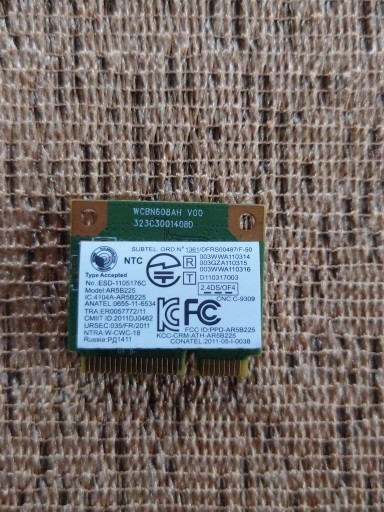 WCBN608AH V00
323C3001408D
SUBTEL ORD N° 1361/DFRS00487/F-50
NTC
Type Accepted
No.:ESD-1105176C
Model:AR5B225
IC:4104A-AR5B225
ANATEL:0655-11-6534
TRA:ER0057772/11
CMIIT ID:2011DJ0462
URSEC:035/FR/2011
NTRA:W-CWC-18
Russia:РД1411
R 003WWA110314
003GZA110315
003WWA110316
T D110317003
2.4DS/OF4
CNC:C-9309
FCC ID:PPD-AR5B225
KCC-CRM-ATH-AR5B225
CONATEL:2011-05-I-0038